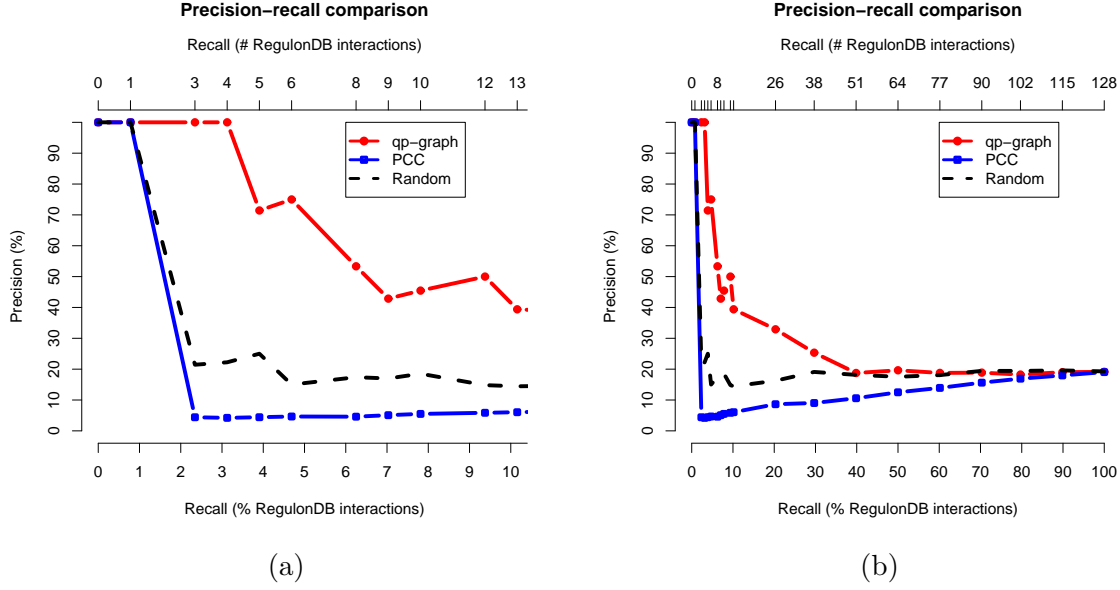 Precision−recall comparison
Recall (# RegulonDB interactions)
0 1 3 4 5 6 8 9 10 12 13
qp−graph
PCC
Random
Precision (%)
90
80
70
60
50
40
30
20
10
0
0 1 2 3 4 5 6 7 8 9 10
Recall (% RegulonDB interactions)
(a)
Precision−recall comparison
Recall (# RegulonDB interactions)
0 8 26 38 51 64 77 90 102 115 128
qp−graph
PCC
Random
Precision (%)
90
80
70
60
50
40
30
20
10
0
0 10 20 30 40 50 60 70 80 90 100
Recall (% RegulonDB interactions)
(b)